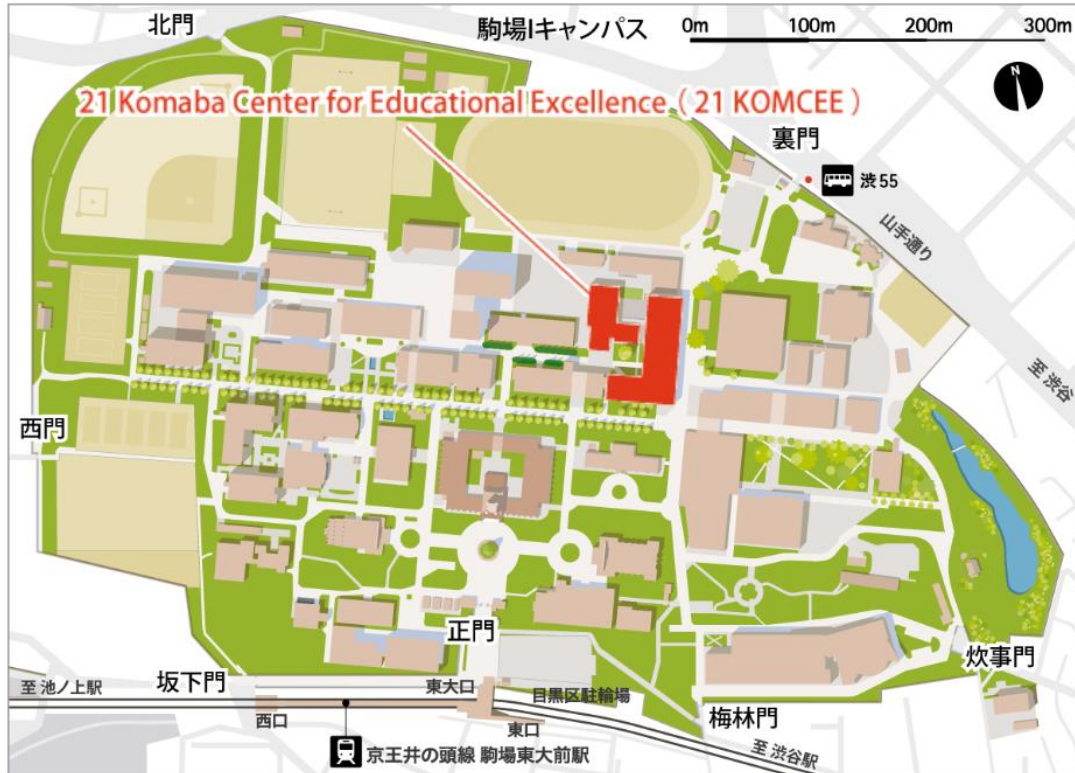 北門
駒場Iキャンパス
0m 100m 200m 300m
N
21 Komaba Center for Educational Excellence ( 21 KOMCEE )
裏門
渋55
山手通り
至 渋谷
西門
正門
炊事門
坂下門
至 池ノ上駅
東大口
目黒区駐輪場
西口
東口
梅林門
至 渋谷駅
京王井の頭線 駒場東大前駅